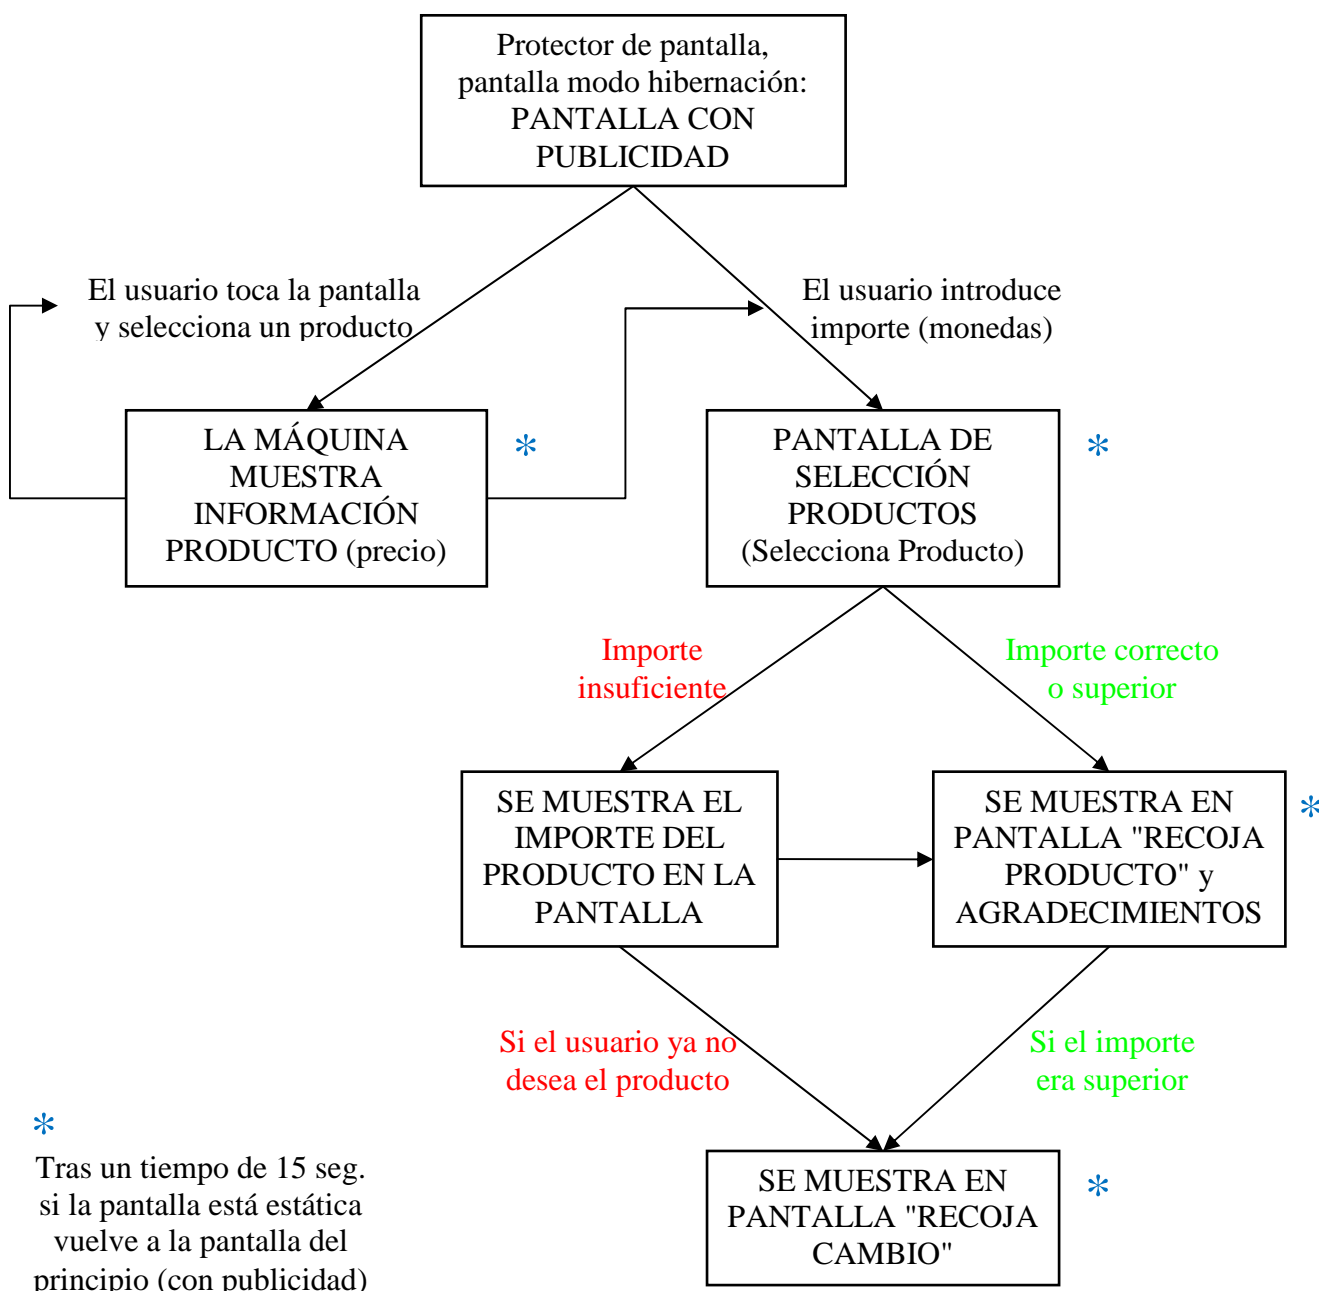 Protector de pantalla,
pantalla modo hibernación:
PANTALLA CON
PUBLICIDAD
El usuario toca la pantalla
y selecciona un producto
El usuario introduce
importe (monedas)
LA MÁQUINA
MUESTRA
INFORMACIÓN
PRODUCTO (precio)
*
PANTALLA DE
SELECCIÓN
PRODUCTOS
(Selecciona Producto)
*
Importe
insuficiente
Importe correcto
o superior
SE MUESTRA EL
IMPORTE DEL
PRODUCTO EN LA
PANTALLA
SE MUESTRA EN
PANTALLA "RECOJA
PRODUCTO" y
AGRADECIMIENTOS
*
Si el usuario ya no
desea el producto
Si el importe
era superior
*
Tras un tiempo de 15 seg.
si la pantalla está estática
vuelve a la pantalla del
principio (con publicidad)
SE MUESTRA EN
PANTALLA "RECOJA
CAMBIO"
*